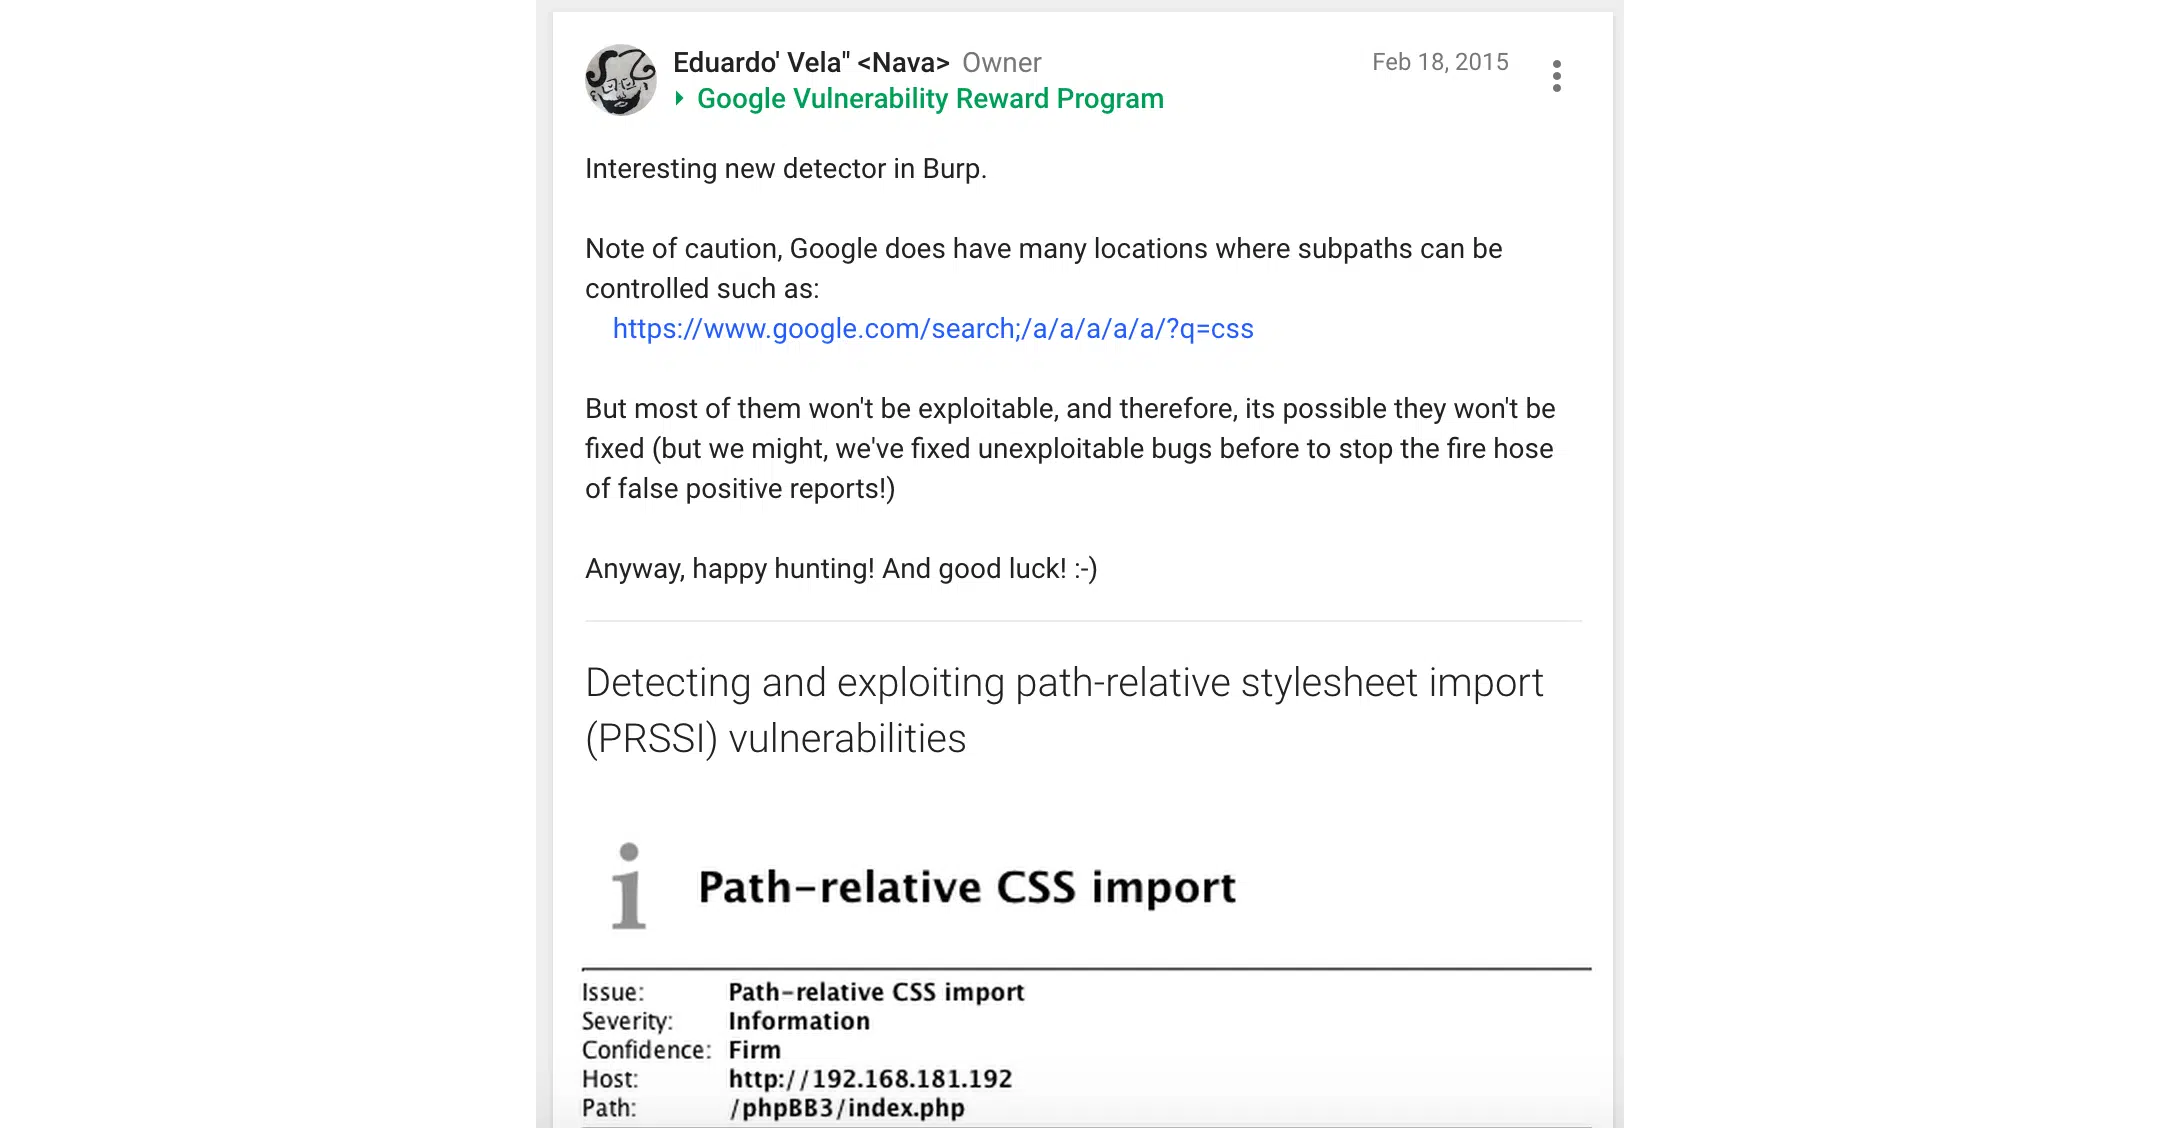 Eduardo' Vela" <Nava> Owner
Feb 18, 2015
Google Vulnerability Reward Program
Interesting new detector in Burp.
Note of caution, Google does have many locations where subpaths can be
controlled such as:
https://www.google.com/search;/a/a/a/a/a/?q=css
But most of them won't be exploitable, and therefore, its possible they won't be
fixed (but we might, we've fixed unexploitable bugs before to stop the fire hose
of false positive reports!)
Anyway, happy hunting! And good luck! :-)
Detecting and exploiting path-relative stylesheet import
(PRSSI) vulnerabilities
i Path-relative CSS import
Issue: Path-relative CSS import
Severity: Information
Confidence: Firm
Host: http://192.168.181.192
Path: /phpBB3/index.php